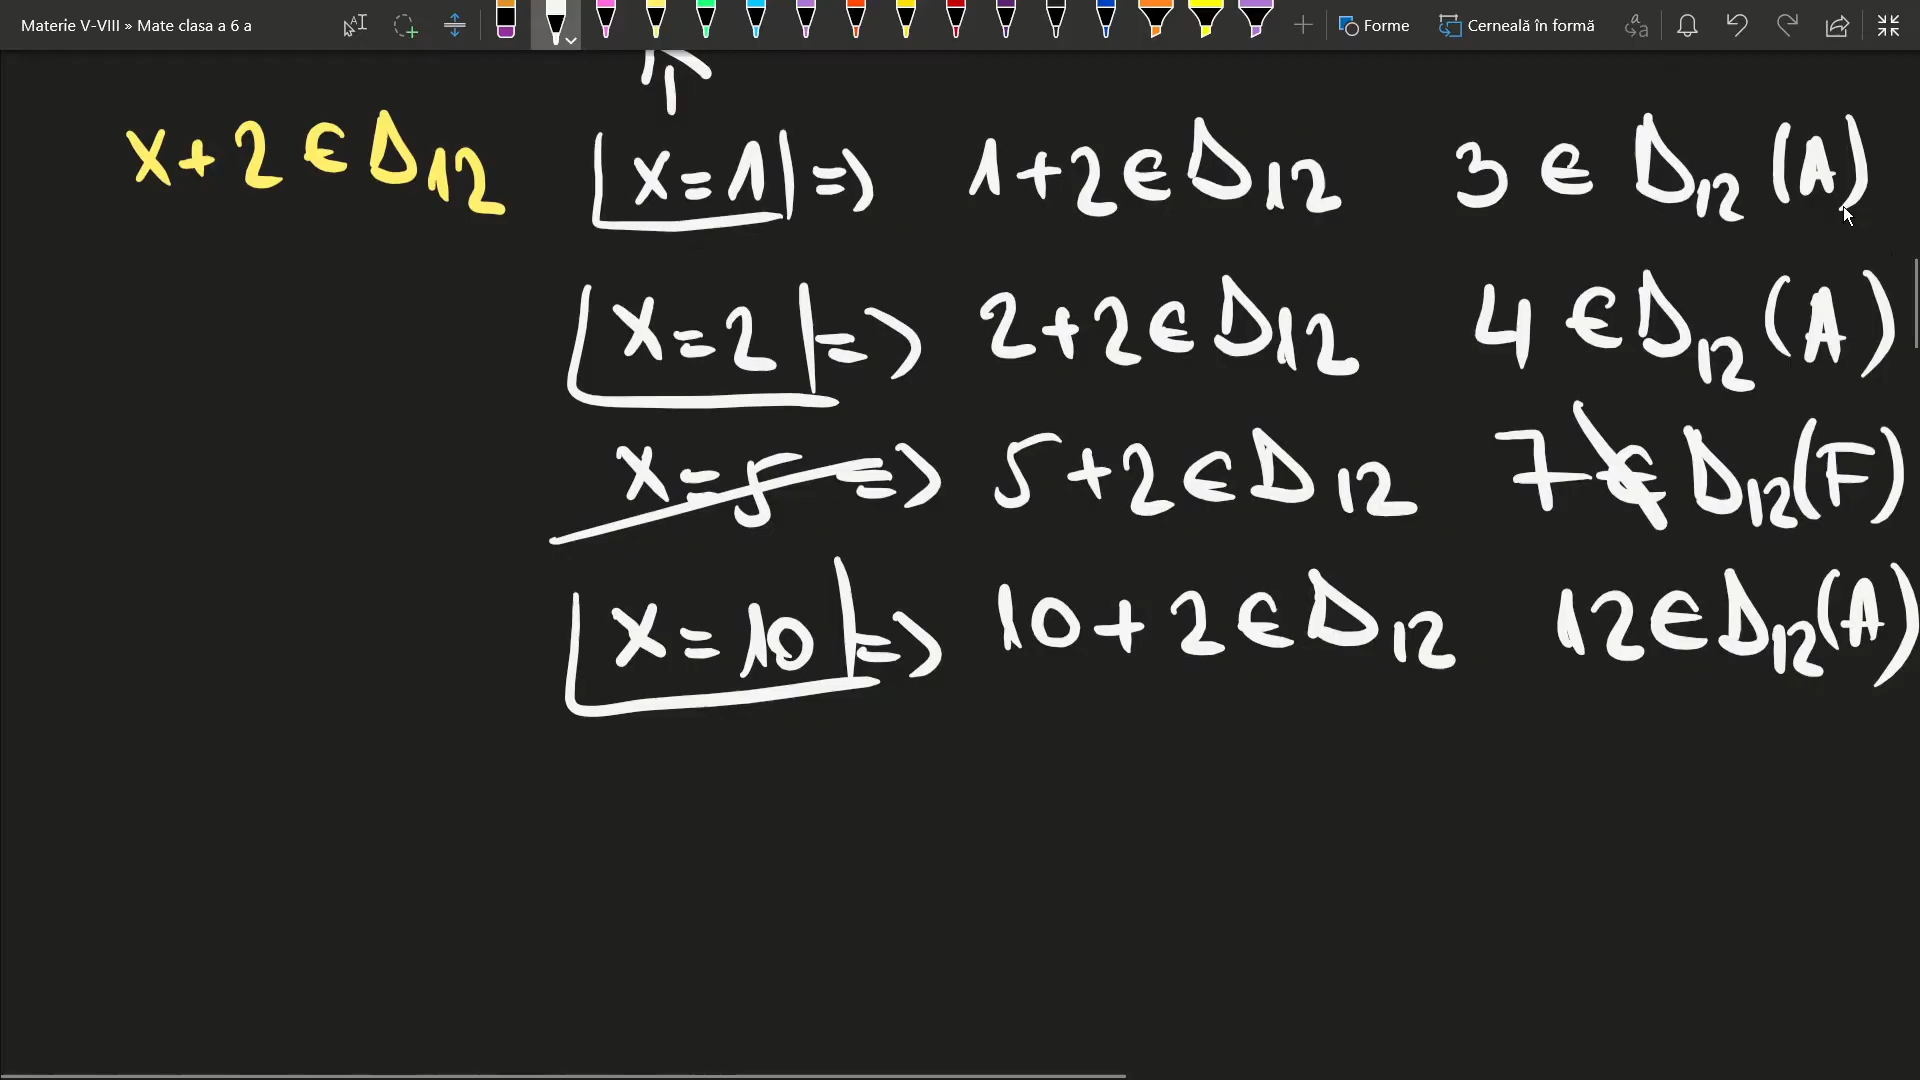 Materie V-VIII » Mate clasa a 6 a Forme Cerneală în formă
x+2 ∈ D12 x=1 => 1+2 ∈ D12 3 ∈ D12 (A)
x=2 => 2+2 ∈ D12 4 ∈ D12 (A)
x=5 => 5+2 ∈ D12 7 ∉ D12 (F)
x=10 => 10+2 ∈ D12 12 ∈ D12 (A)